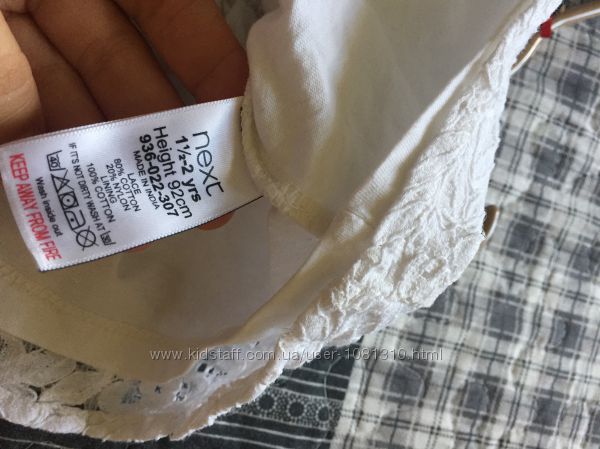 next
1½-2 yrs
Height 92cm
936-022-307
MADE IN INDIA
LACE
80% COTTON
20% NYLON
LINING
100% COTTON
IF IT'S NOT DIRTY WASH AT 30
KEEP AWAY FROM FIRE
Wash inside out
www.kidstaff.com.ua/user-1081310.html